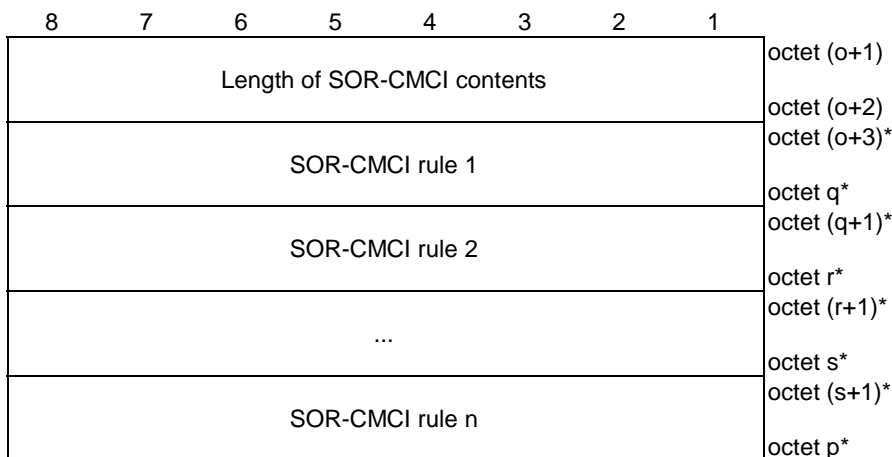 8 7 6 5 4 3 2 1
octet (o+1)
Length of SOR-CMCI contents
octet (o+2)
octet (o+3)*
SOR-CMCI rule 1
octet q*
octet (q+1)*
SOR-CMCI rule 2
octet r*
octet (r+1)*
...
octet s*
octet (s+1)*
SOR-CMCI rule n
octet p*